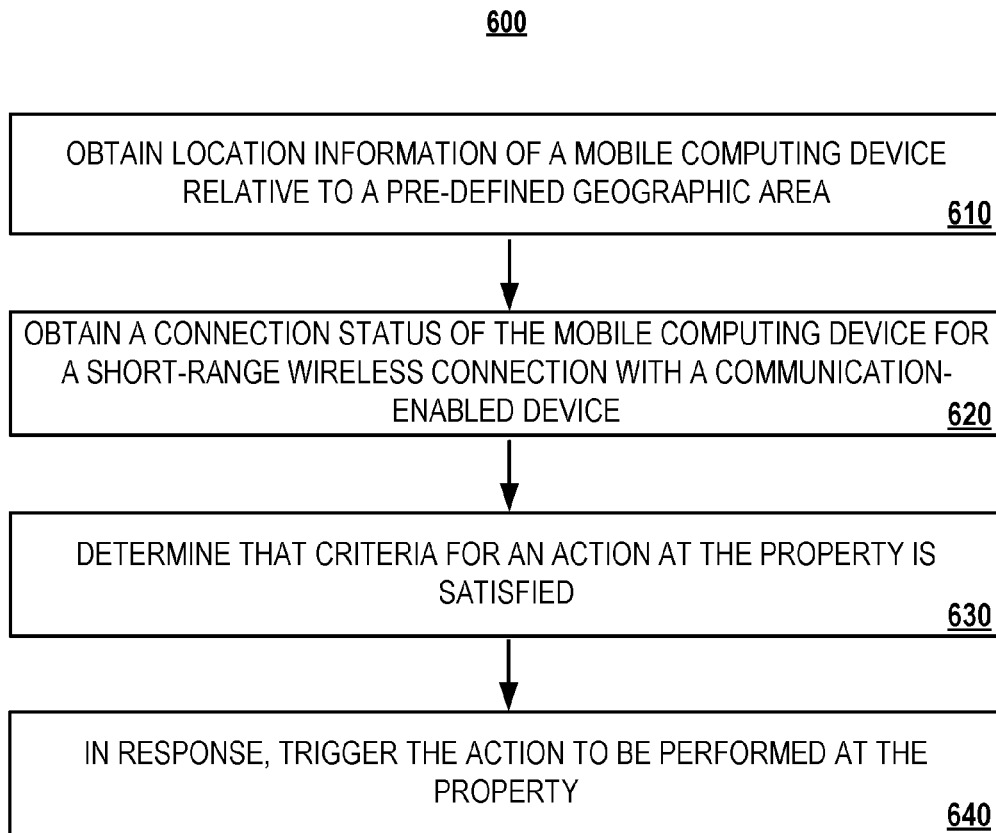 600
OBTAIN LOCATION INFORMATION OF A MOBILE COMPUTING DEVICE
RELATIVE TO A PRE-DEFINED GEOGRAPHIC AREA
610
OBTAIN A CONNECTION STATUS OF THE MOBILE COMPUTING DEVICE FOR
A SHORT-RANGE WIRELESS CONNECTION WITH A COMMUNICATION-
ENABLED DEVICE
620
DETERMINE THAT CRITERIA FOR AN ACTION AT THE PROPERTY IS
SATISFIED
630
IN RESPONSE, TRIGGER THE ACTION TO BE PERFORMED AT THE
PROPERTY
640